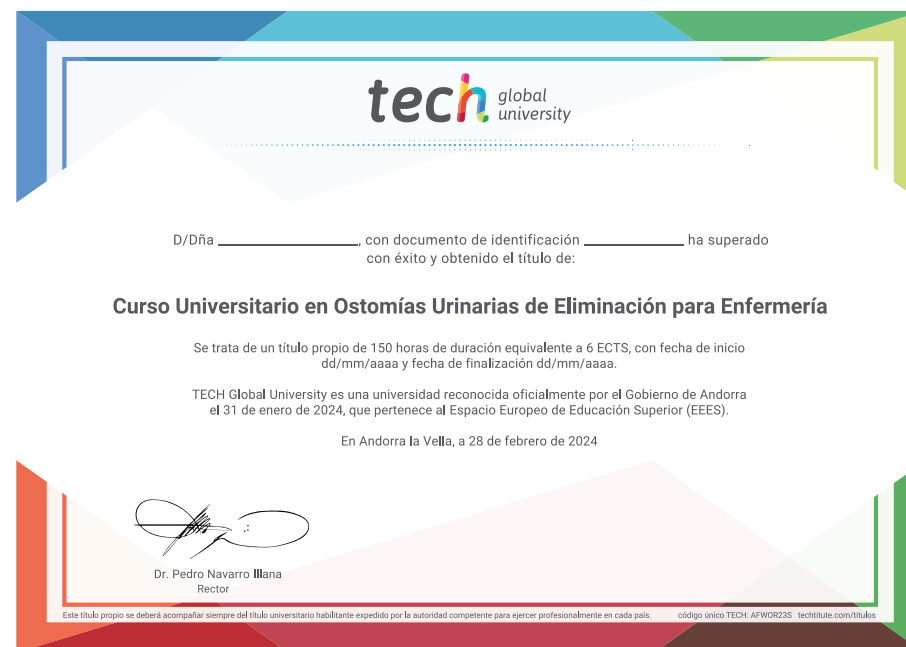 tech global university
D/Dña ____________________, con documento de identificación ______________ ha superado
con éxito y obtenido el título de:
Curso Universitario en Ostomías Urinarias de Eliminación para Enfermería
Se trata de un título propio de 150 horas de duración equivalente a 6 ECTS, con fecha de inicio
dd/mm/aaaa y fecha de finalización dd/mm/aaaa.
TECH Global University es una universidad reconocida oficialmente por el Gobierno de Andorra
el 31 de enero de 2024, que pertenece al Espacio Europeo de Educación Superior (EEES).
En Andorra la Vella, a 28 de febrero de 2024
Dr. Pedro Navarro Illana
Rector
Este título propio se deberá acompañar siempre del título universitario habilitante expedido por la autoridad competente para ejercer profesionalmente en cada país. código único TECH: AFWOR23S techtitute.com/titulos